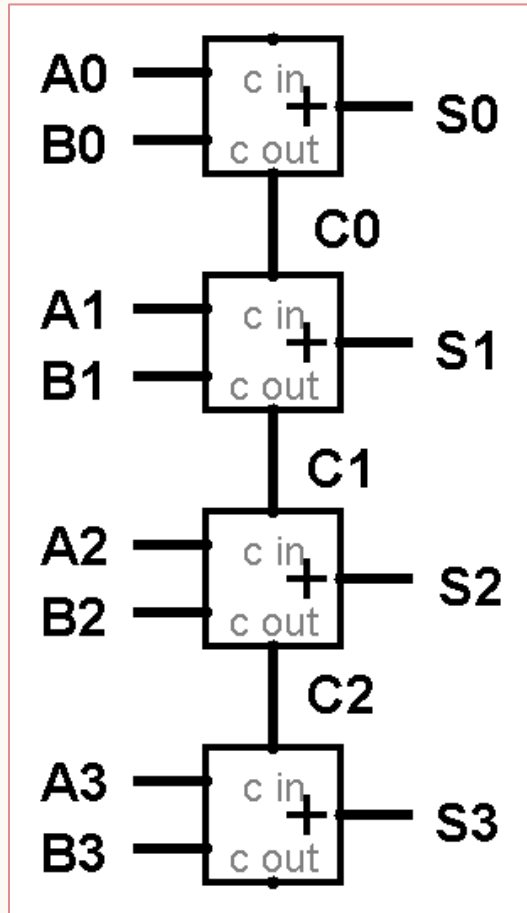 A0
c in
+
S0
B0
c out
C0
A1
c in
+
S1
B1
c out
C1
A2
c in
+
S2
B2
c out
C2
A3
c in
+
S3
B3
c out